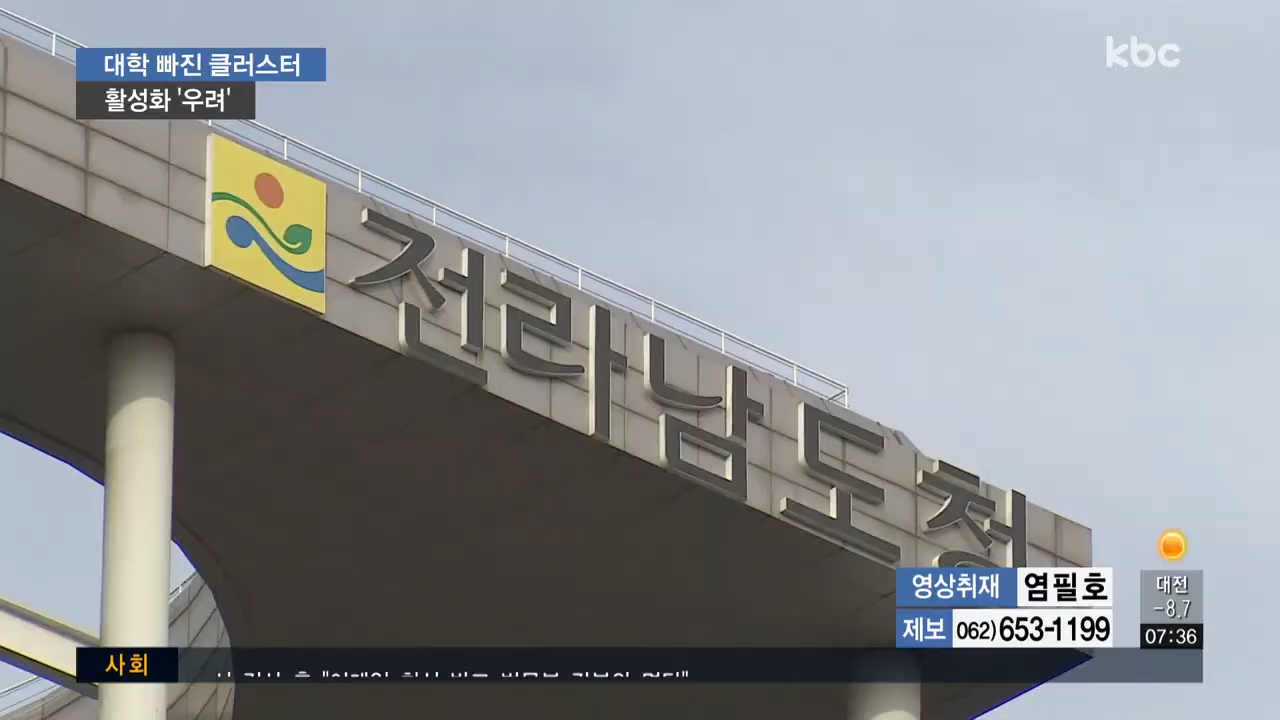 대학 빠진 클러스터
활성화 '우려'
kbc
전라남도청
영상취재 염필호
제보 062)653-1199
대전
-8.7
07:36
사회